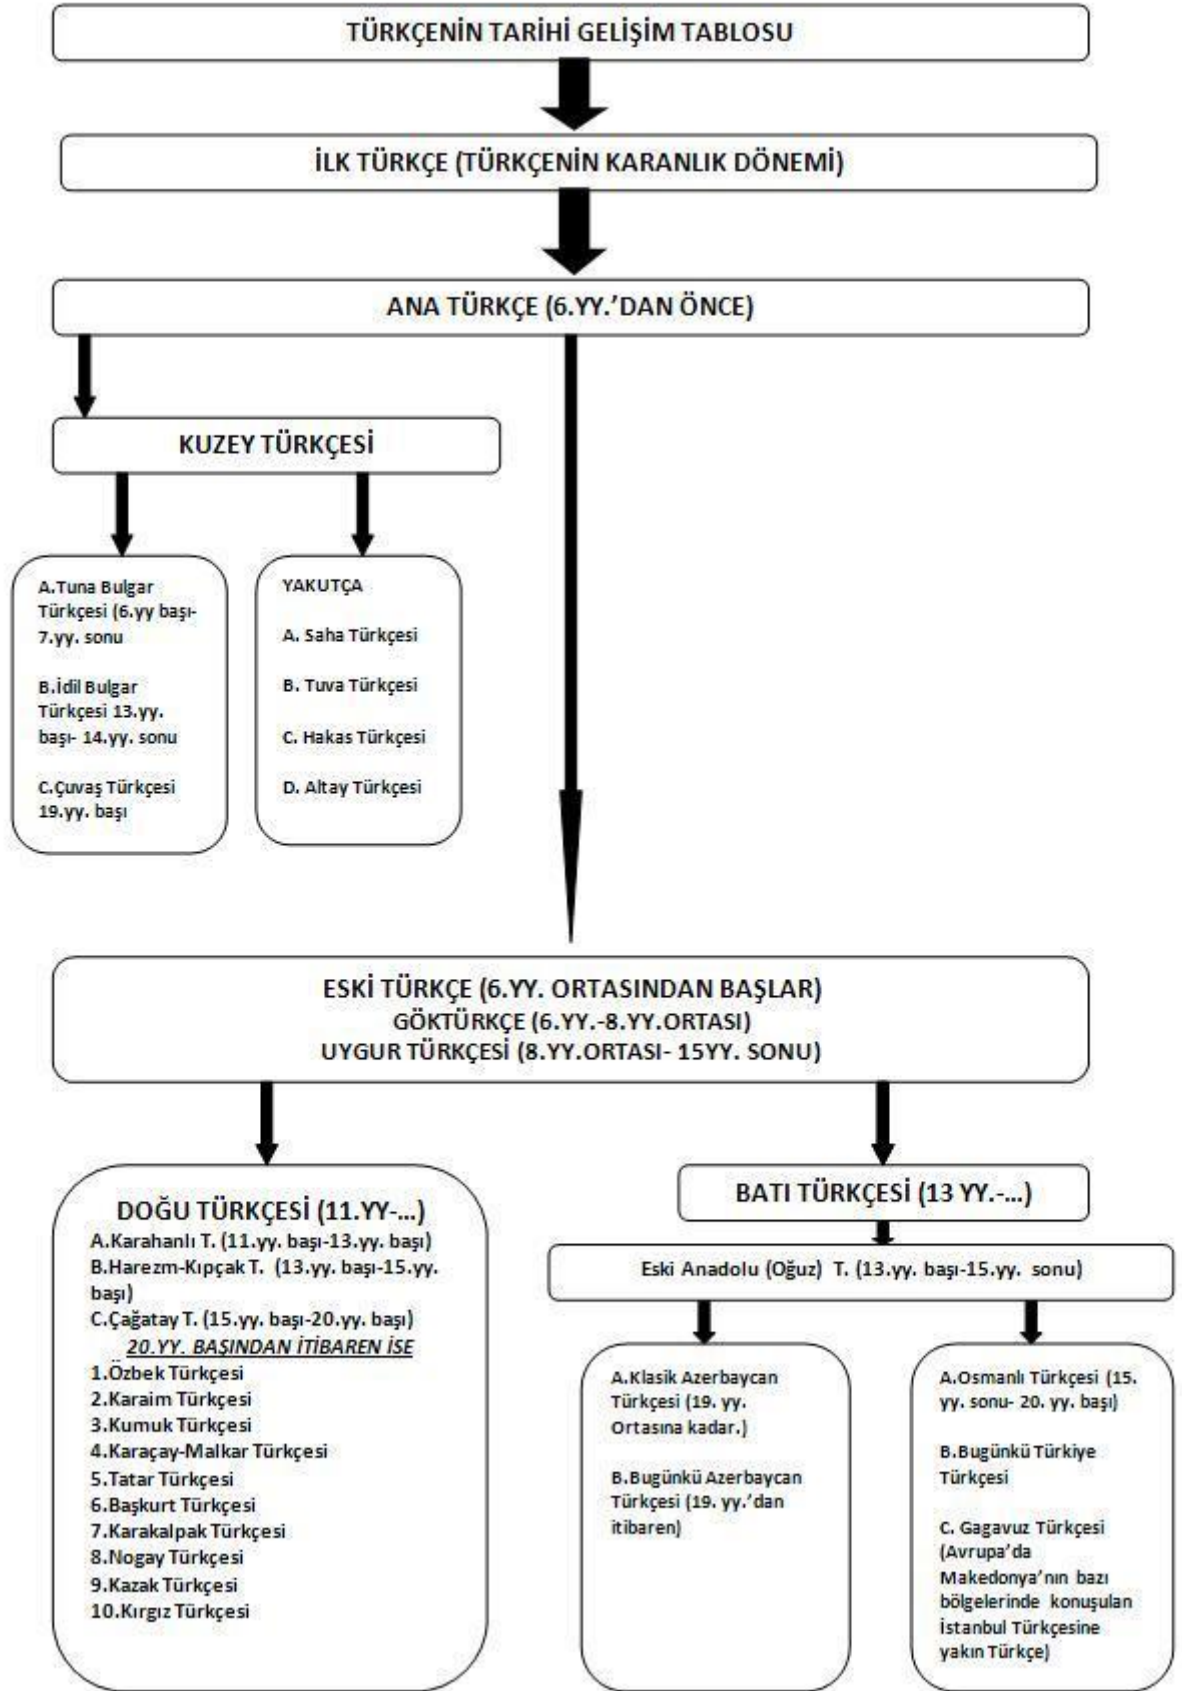 TÜRKÇENİN TARİHİ GELİŞİM TABLOSU
İLK TÜRKÇE (TÜRKÇENİN KARANLIK DÖNEMİ)
ANA TÜRKÇE (6.YY.’DAN ÖNCE)
KUZEY TÜRKÇESİ
A.Tuna Bulgar
Türkçesi (6.yy başı-
7.yy. sonu
B.İdil Bulgar
Türkçesi 13.yy.
başı- 14.yy. sonu
C.Çuvaş Türkçesi
19.yy. başı
YAKUTÇA
A. Saha Türkçesi
B. Tuva Türkçesi
C. Hakas Türkçesi
D. Altay Türkçesi
ESKİ TÜRKÇE (6.YY. ORTASINDAN BAŞLAR)
GÖKTÜRKÇE (6.YY.-8.YY.ORTASI)
UYGUR TÜRKÇESİ (8.YY.ORTASI- 15YY. SONU)
DOĞU TÜRKÇESİ (11.YY-...)
A.Karahanlı T. (11.yy. başı-13.yy. başı)
B.Harezm-Kıpçak T. (13.yy. başı-15.yy.
başı)
C.Çağatay T. (15.yy. başı-20.yy. başı)
20.YY. BAŞINDAN İTİBAREN İSE
1.Özbek Türkçesi
2.Karaim Türkçesi
3.Kumuk Türkçesi
4.Karaçay-Malkar Türkçesi
5.Tatar Türkçesi
6.Başkurt Türkçesi
7.Karakalpak Türkçesi
8.Nogay Türkçesi
9.Kazak Türkçesi
10.Kırgız Türkçesi
BATI TÜRKÇESİ (13 YY.-...)
Eski Anadolu (Oğuz) T. (13.yy. başı-15.yy. sonu)
A.Klasik Azerbaycan
Türkçesi (19. yy.
Ortasına kadar.)
B.Bugünkü Azerbaycan
Türkçesi (19. yy.’dan
itibaren)
A.Osmanlı Türkçesi (15.
yy. sonu- 20. yy. başı)
B.Bugünkü Türkiye
Türkçesi
C. Gagavuz Türkçesi
(Avrupa’da
Makedonya’nın bazı
bölgelerinde konuşulan
İstanbul Türkçesine
yakın Türkçe)